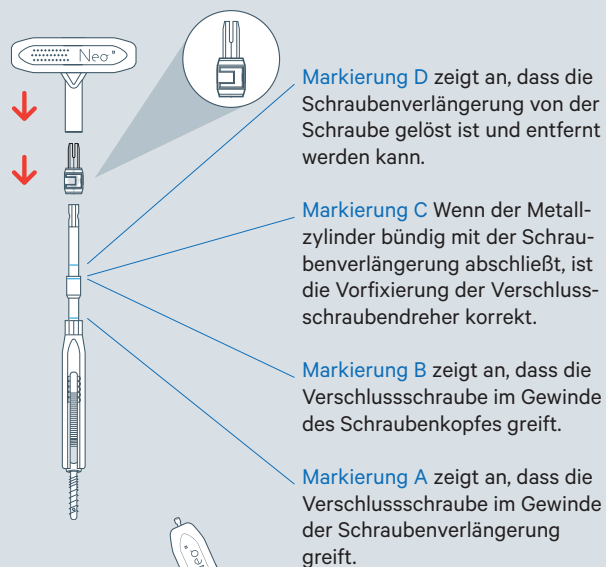 Neo
Markierung D zeigt an, dass die
Schraubenverlängerung von der
Schraube gelöst ist und entfernt
werden kann.
Markierung C Wenn der Metall-
zylinder bündig mit der Schrau-
benverlängerung abschließt, ist
die Vorfixierung der Verschluss-
schraubendreher korrekt.
Markierung B zeigt an, dass die
Verschlussschraube im Gewinde
des Schraubenkopfes greift.
Markierung A zeigt an, dass die
Verschlussschraube im Gewinde
der Schraubenverlängerung
greift.
Neo